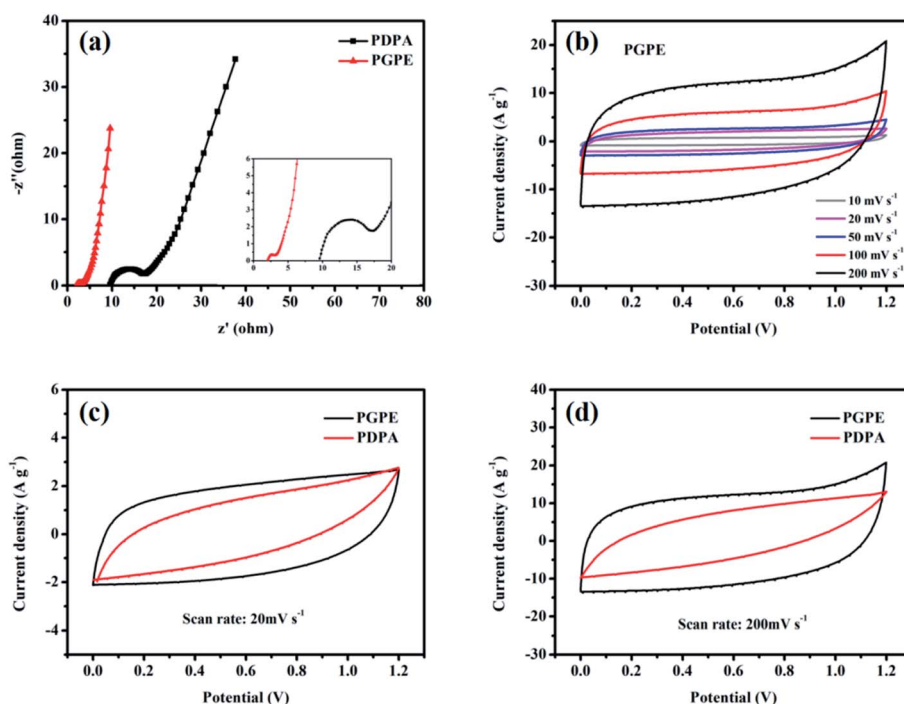 (a)
PDPA
PGPE
-z''(ohm)
40
30
20
10
0
0 10 20 30 40 50 60 70 80
z' (ohm)
6
5
4
3
2
1
0
0 5 10 15 20
(b)
PGPE
Current density (A g-1)
20
10
0
-10
-20
-30
0.0 0.2 0.4 0.6 0.8 1.0 1.2
Potential (V)
10 mV s-1
20 mV s-1
50 mV s-1
100 mV s-1
200 mV s-1
(c)
PGPE
PDPA
Current density (A g-1)
6
4
2
0
-2
-4
Scan rate: 20mV s-1
0.0 0.2 0.4 0.6 0.8 1.0 1.2
Potential (V)
(d)
PGPE
PDPA
Current density (A g-1)
40
30
20
10
0
-10
-20
-30
Scan rate: 200mV s-1
0.0 0.2 0.4 0.6 0.8 1.0 1.2
Potential (V)